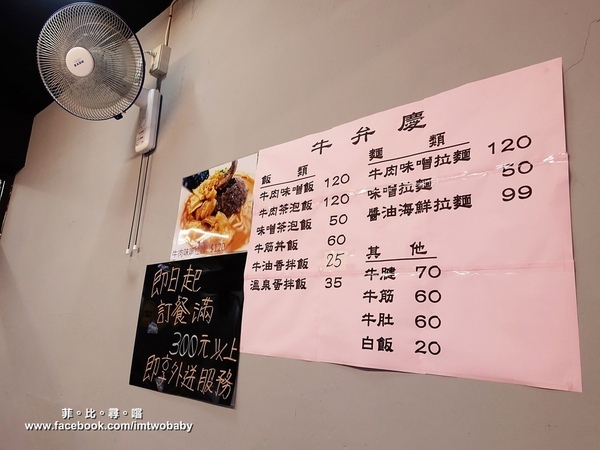 牛弁慶
飯類
牛肉味噌飯 120
牛肉茶泡飯 120
味噌茶泡飯 50
牛筋丼飯 60
牛油香拌飯 25
溫泉蛋拌飯 35
麵類
牛肉味噌拉麵 120
味噌拉麵 50
醬油海鮮拉麵 99
其他
牛腱 70
牛筋 60
牛肚 60
白飯 20
即日起
訂餐滿
300元以上
即享外送服務
菲。比。尋。嚐
www.facebook.com/imtwobaby